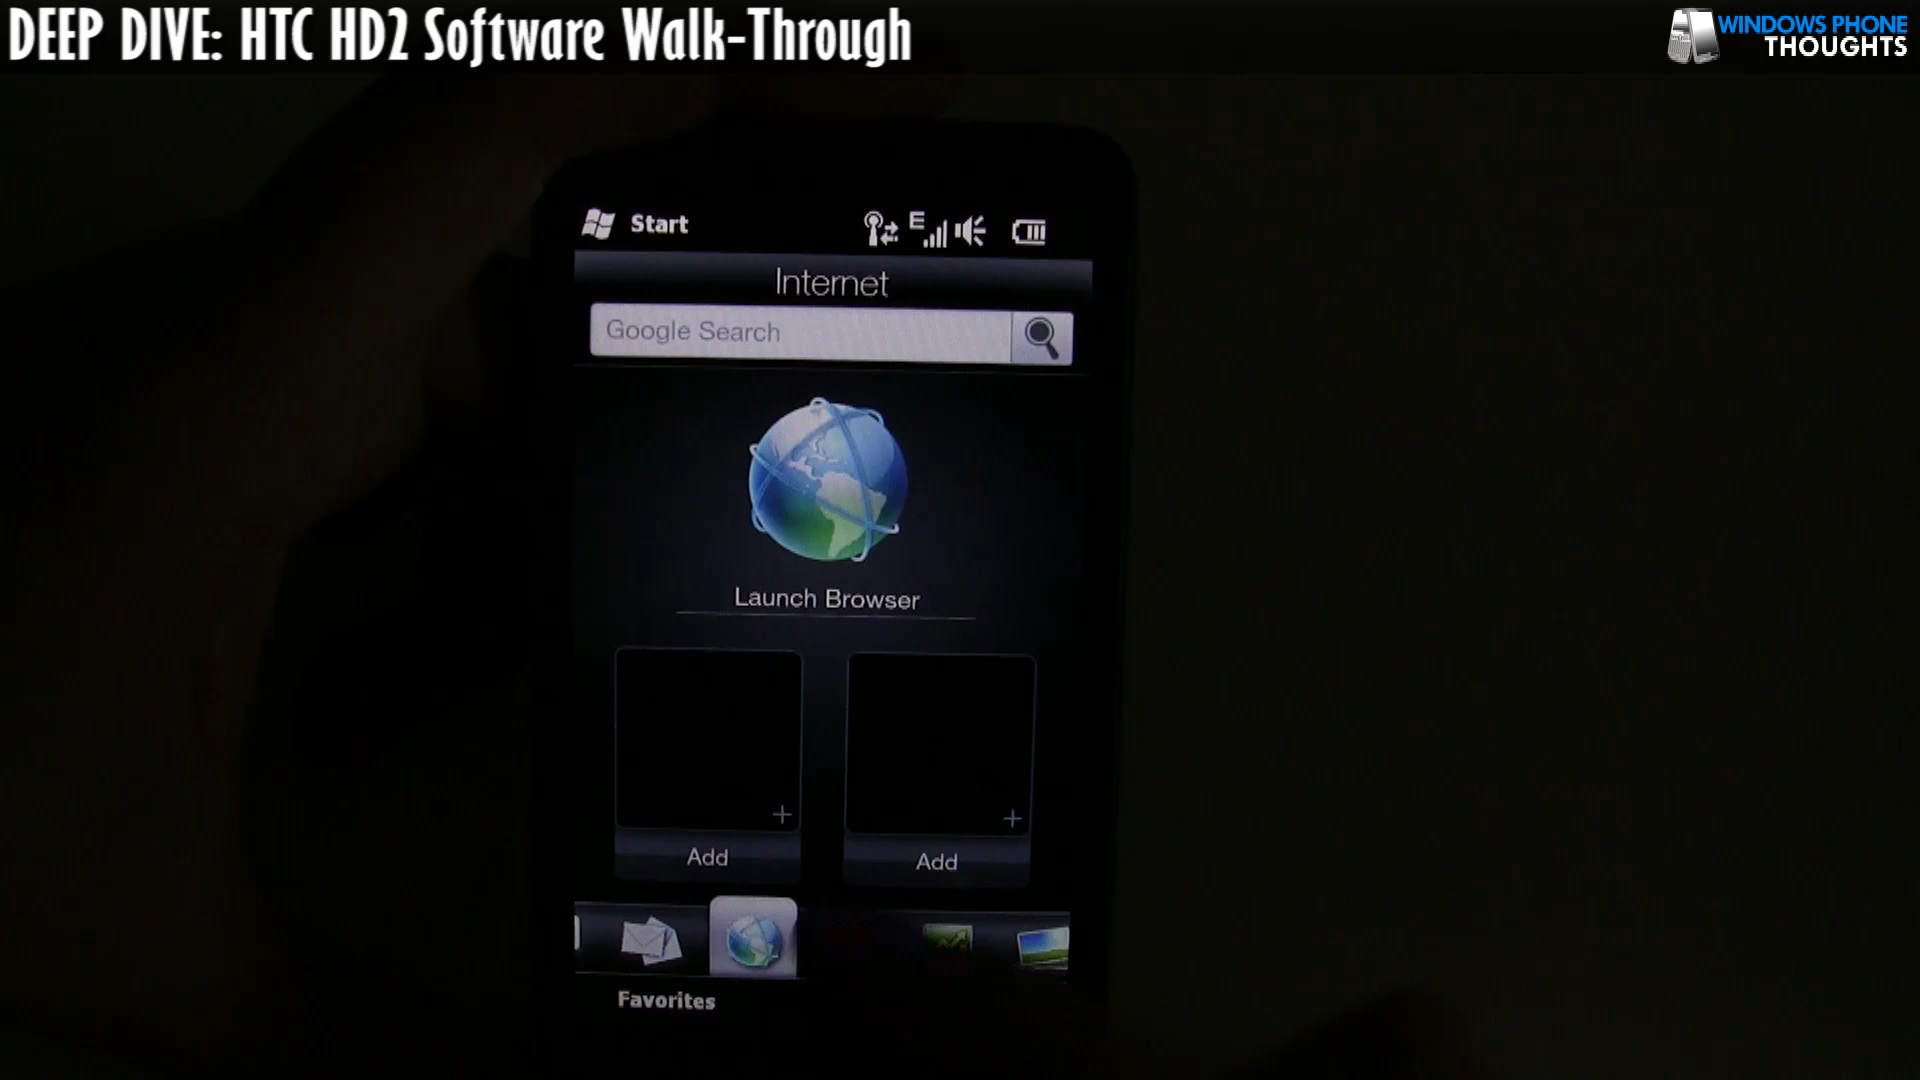 DEEP DIVE: HTC HD2 Software Walk-Through
WINDOWS PHONE
THOUGHTS
Start
E
Internet
Google Search
Launch Browser
+
+
Add
Add
Favorites